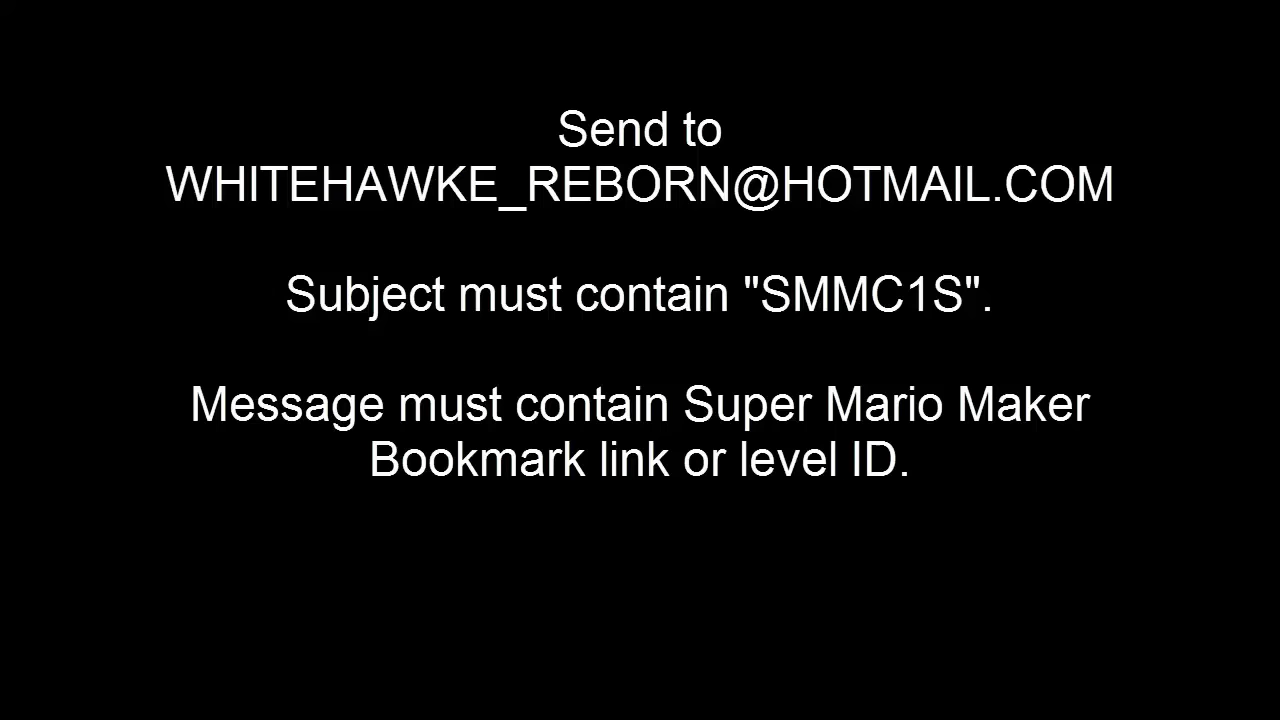 Send to
WHITEHAWKE_REBORN@HOTMAIL.COM
Subject must contain "SMMC1S".
Message must contain Super Mario Maker
Bookmark link or level ID.